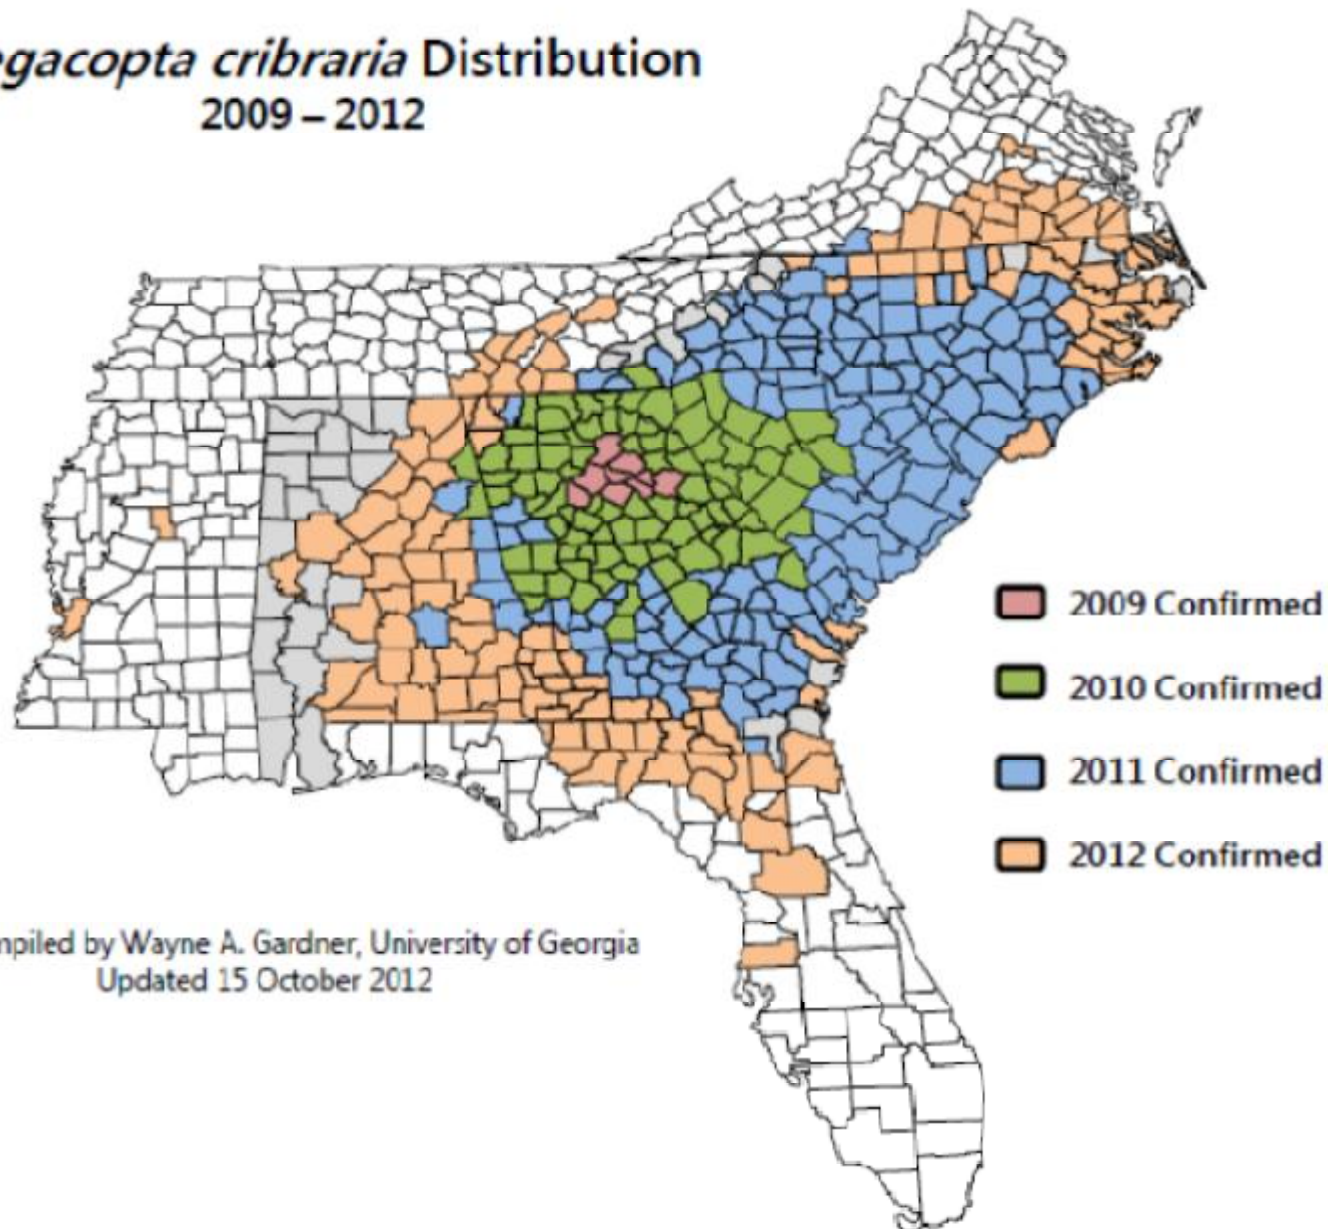 egacopta cribraria Distribution
2009 – 2012
2009 Confirmed
2010 Confirmed
2011 Confirmed
2012 Confirmed
mpiled by Wayne A. Gardner, University of Georgia
Updated 15 October 2012